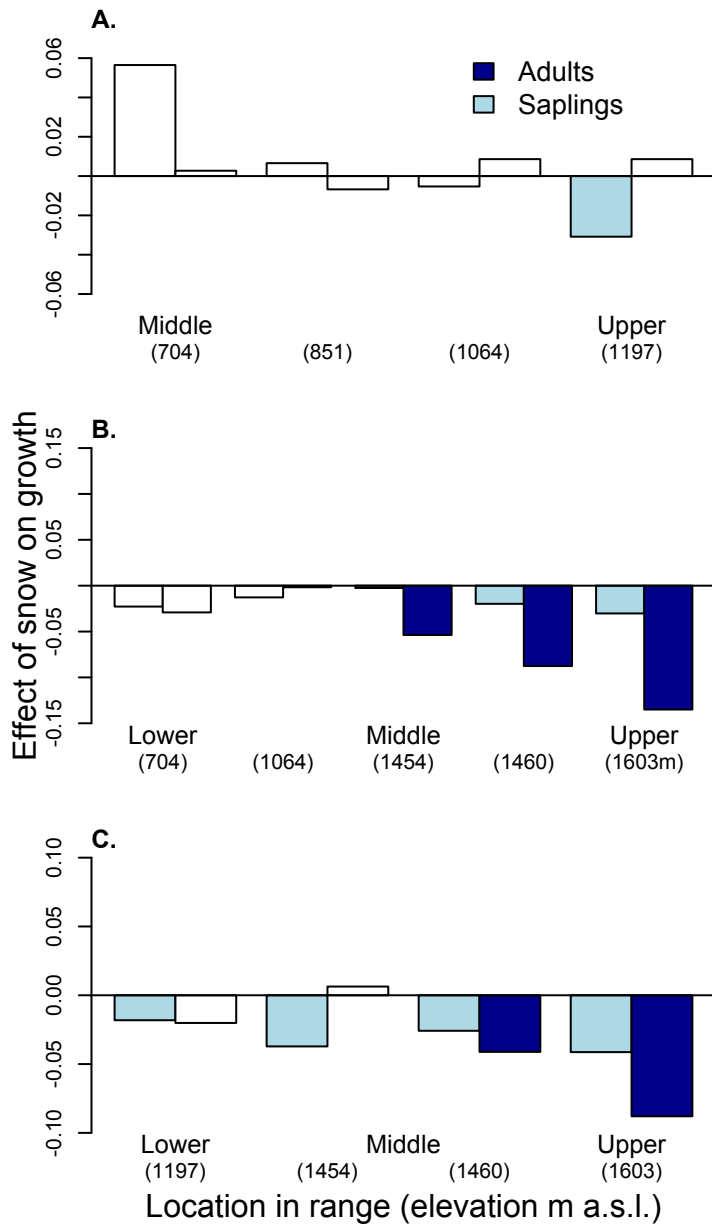 A.
0.06
0.02
-0.02
-0.06
Adults
Saplings
Middle Upper
(704) (851) (1064) (1197)
B.
Effect of snow on growth
0.15
0.05
-0.05
-0.15
Lower Middle Upper
(704) (1064) (1454) (1460) (1603m)
C.
0.10
0.05
0.00
-0.05
-0.10
Lower Middle Upper
(1197) (1454) (1460) (1603)
Location in range (elevation m a.s.l.)